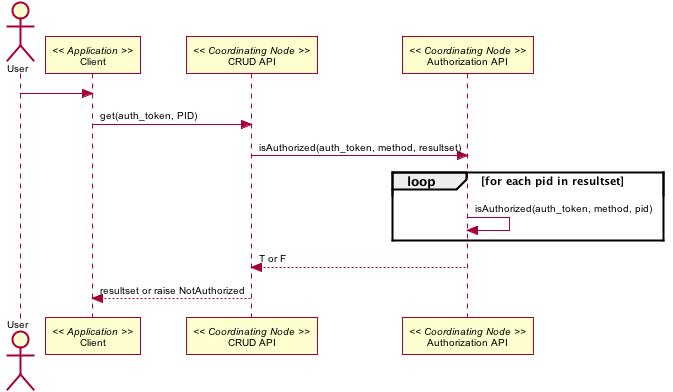 << Application >>
Client
<< Coordinating Node >>
CRUD API
<< Coordinating Node >>
Authorization API
User
get(auth_token, PID)
isAuthorized(auth_token, method, resultset)
loop [for each pid in resultset]
isAuthorized(auth_token, method, pid)
T or F
resultset or raise NotAuthorized
User
<< Application >>
Client
<< Coordinating Node >>
CRUD API
<< Coordinating Node >>
Authorization API